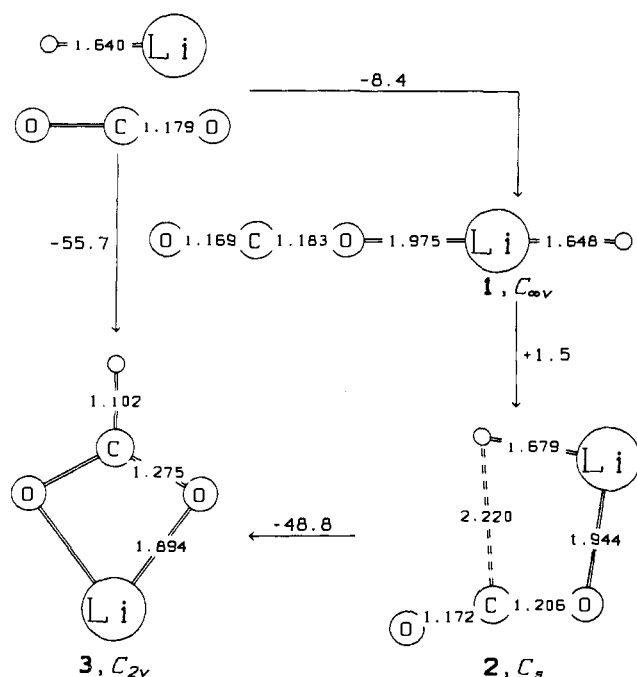 1.640 Li
-8.4
O C 1.179 O
-55.7
O 1.169 C 1.183 O 1.975 Li 1.648
1, C∞v
+1.5
1.102
C
1.275
O O
1.894
Li
3, C2v
-48.8
1.679 Li
2.220
1.944
O 1.172 C 1.206 O
2, Cs